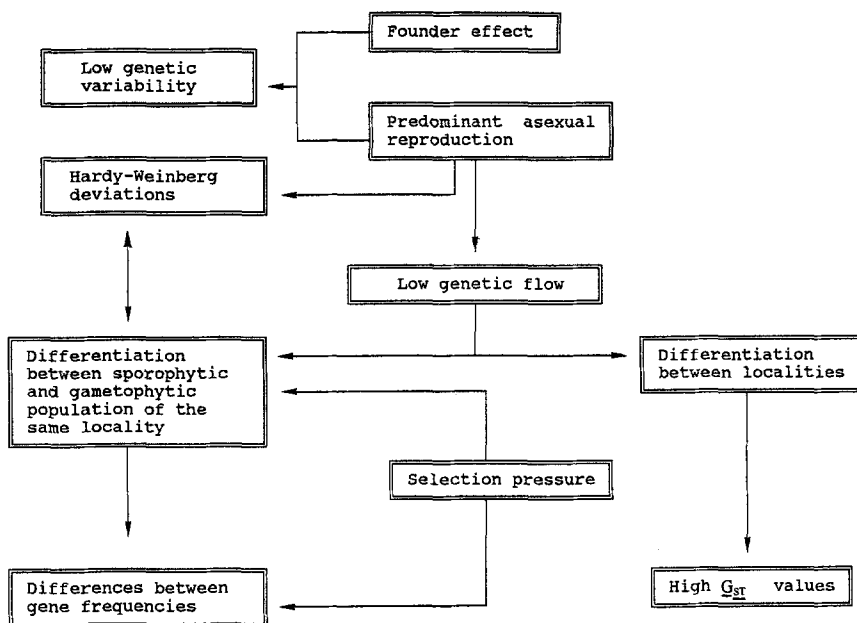 Founder effect
Low genetic
variability
Predominant asexual
reproduction
Hardy-Weinberg
deviations
Low genetic flow
Differentiation
between sporophytic
and gametophytic
population of the
same locality
Differentiation
between localities
Selection pressure
Differences between
gene frequencies
High GST values